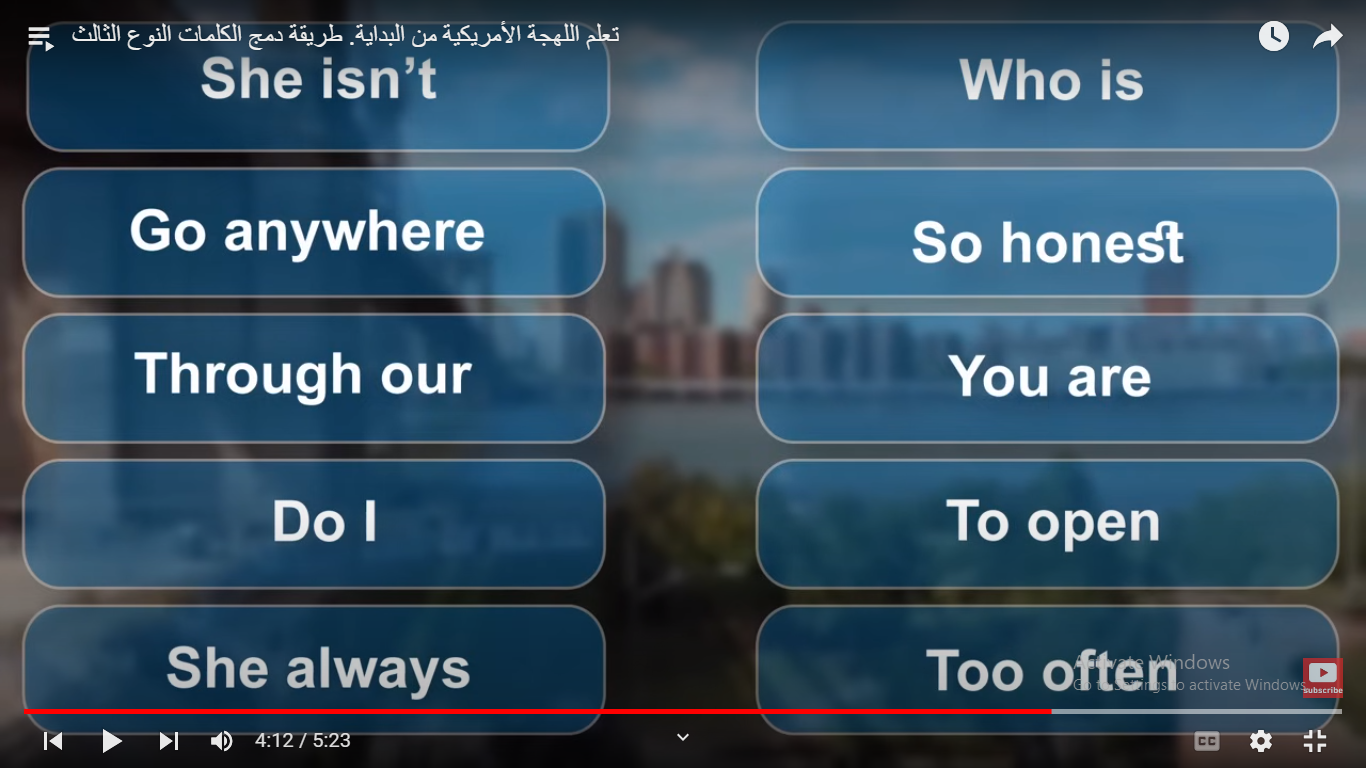 تعلم اللهجة الأمريكية من البداية. طريقة دمج الكلمات النوع الثالث
She isn’t
Who is
Go anywhere
So honest
Through our
You are
Do I
To open
She always
Too often
Activate Windows
Go to Settings to activate Windows.
subscribe
4:12 / 5:23
CC